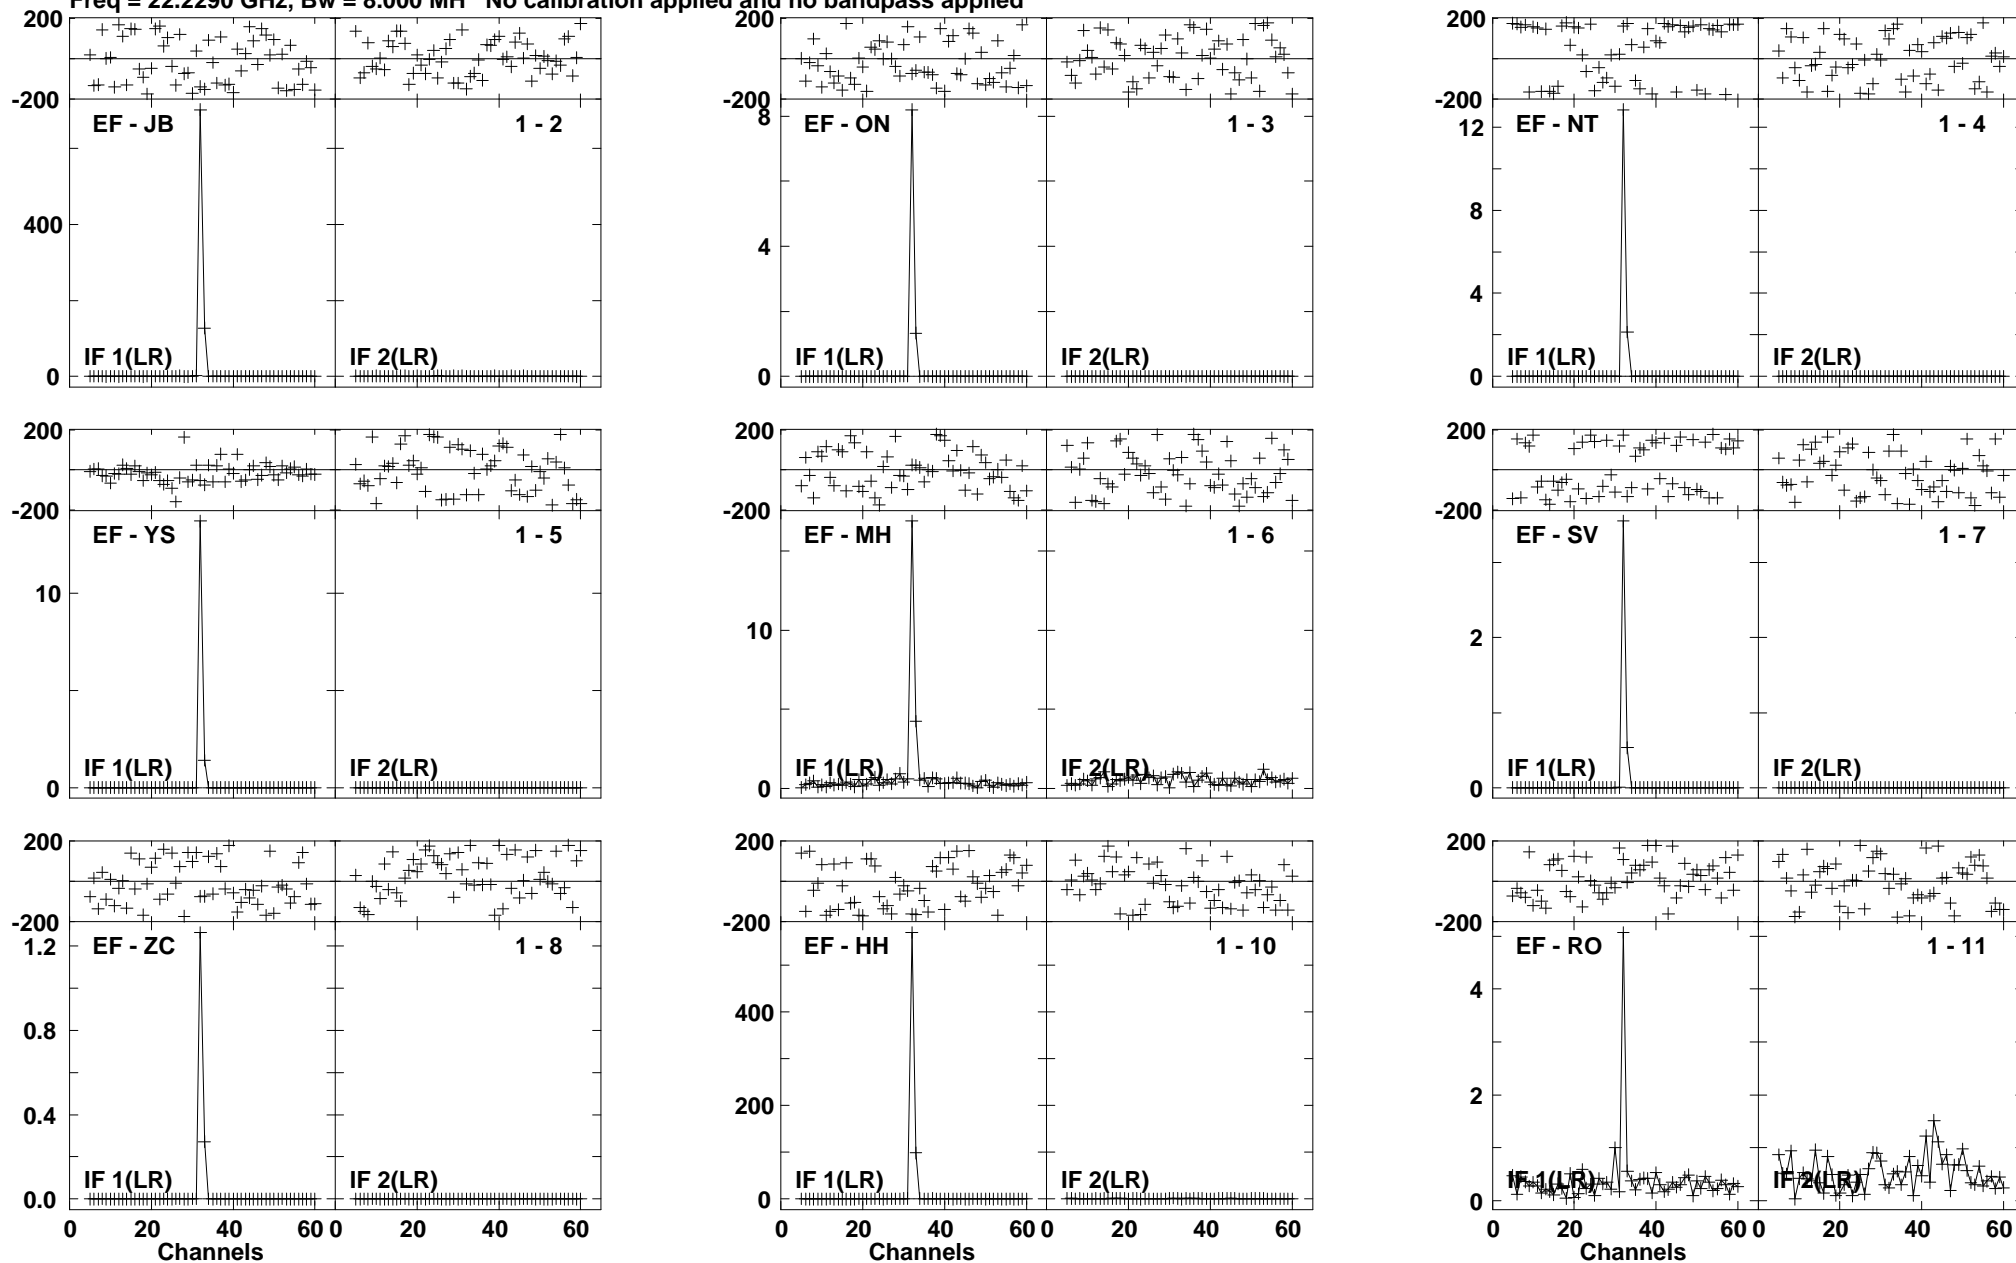 Freq = 22.2290 GHz, Bw = 8.000 MH No calibration applied and no bandpass applied
200
-200
EF - JB
1 - 2
400
0
IF 1(LR)
IF 2(LR)
200
-200
EF - ON
1 - 3
8
4
0
IF 1(LR)
IF 2(LR)
200
-200
EF - NT
1 - 4
12
8
4
0
IF 1(LR)
IF 2(LR)
200
-200
EF - YS
1 - 5
10
0
IF 1(LR)
IF 2(LR)
200
-200
EF - MH
1 - 6
10
0
IF 1(LR)
IF 2(LR)
200
-200
EF - SV
1 - 7
2
0
IF 1(LR)
IF 2(LR)
200
-200
EF - ZC
1 - 8
1.2
0.8
0.4
0.0
IF 1(LR)
IF 2(LR)
0 20 40 60 0 20 40 60
Channels
200
-200
EF - HH
1 - 10
400
200
0
IF 1(LR)
IF 2(LR)
0 20 40 60 0 20 40 60
Channels
200
-200
EF - RO
1 - 11
4
2
0
IF 1(LR)
IF 2(LR)
0 20 40 60 0 20 40 60
Channels